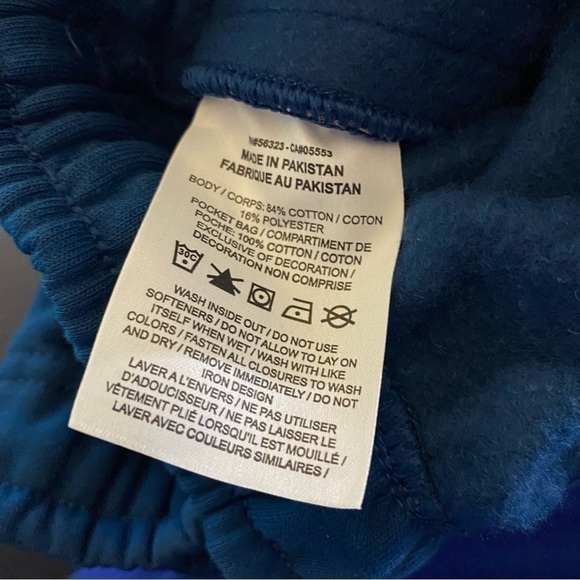 CA#05553
MADE IN PAKISTAN
FABRIQUE AU PAKISTAN
BODY / CORPS: 84% COTTON / COTON
16% POLYESTER
POCKET BAG / COMPARTIMENT DE
POCHE: 100% COTTON / COTON
EXCLUSIVE OF DECORATION /
DECORATION NON COMPRISE
30C
WASH INSIDE OUT / DO NOT USE
SOFTENERS / DO NOT ALLOW TO LAY ON
ITSELF WHEN WET / WASH WITH LIKE
COLORS / FASTEN ALL CLOSURES TO WASH
AND DRY / REMOVE IMMEDIATELY / DO NOT
IRON DESIGN
LAVER A L'ENVERS / NE PAS UTILISER
D'ADOUCISSEUR / NE PAS LAISSER LE
VÊTEMENT PLIÉ LORSQU'IL EST MOUILLÉ /
LAVER AVEC COULEURS SIMILAIRES /